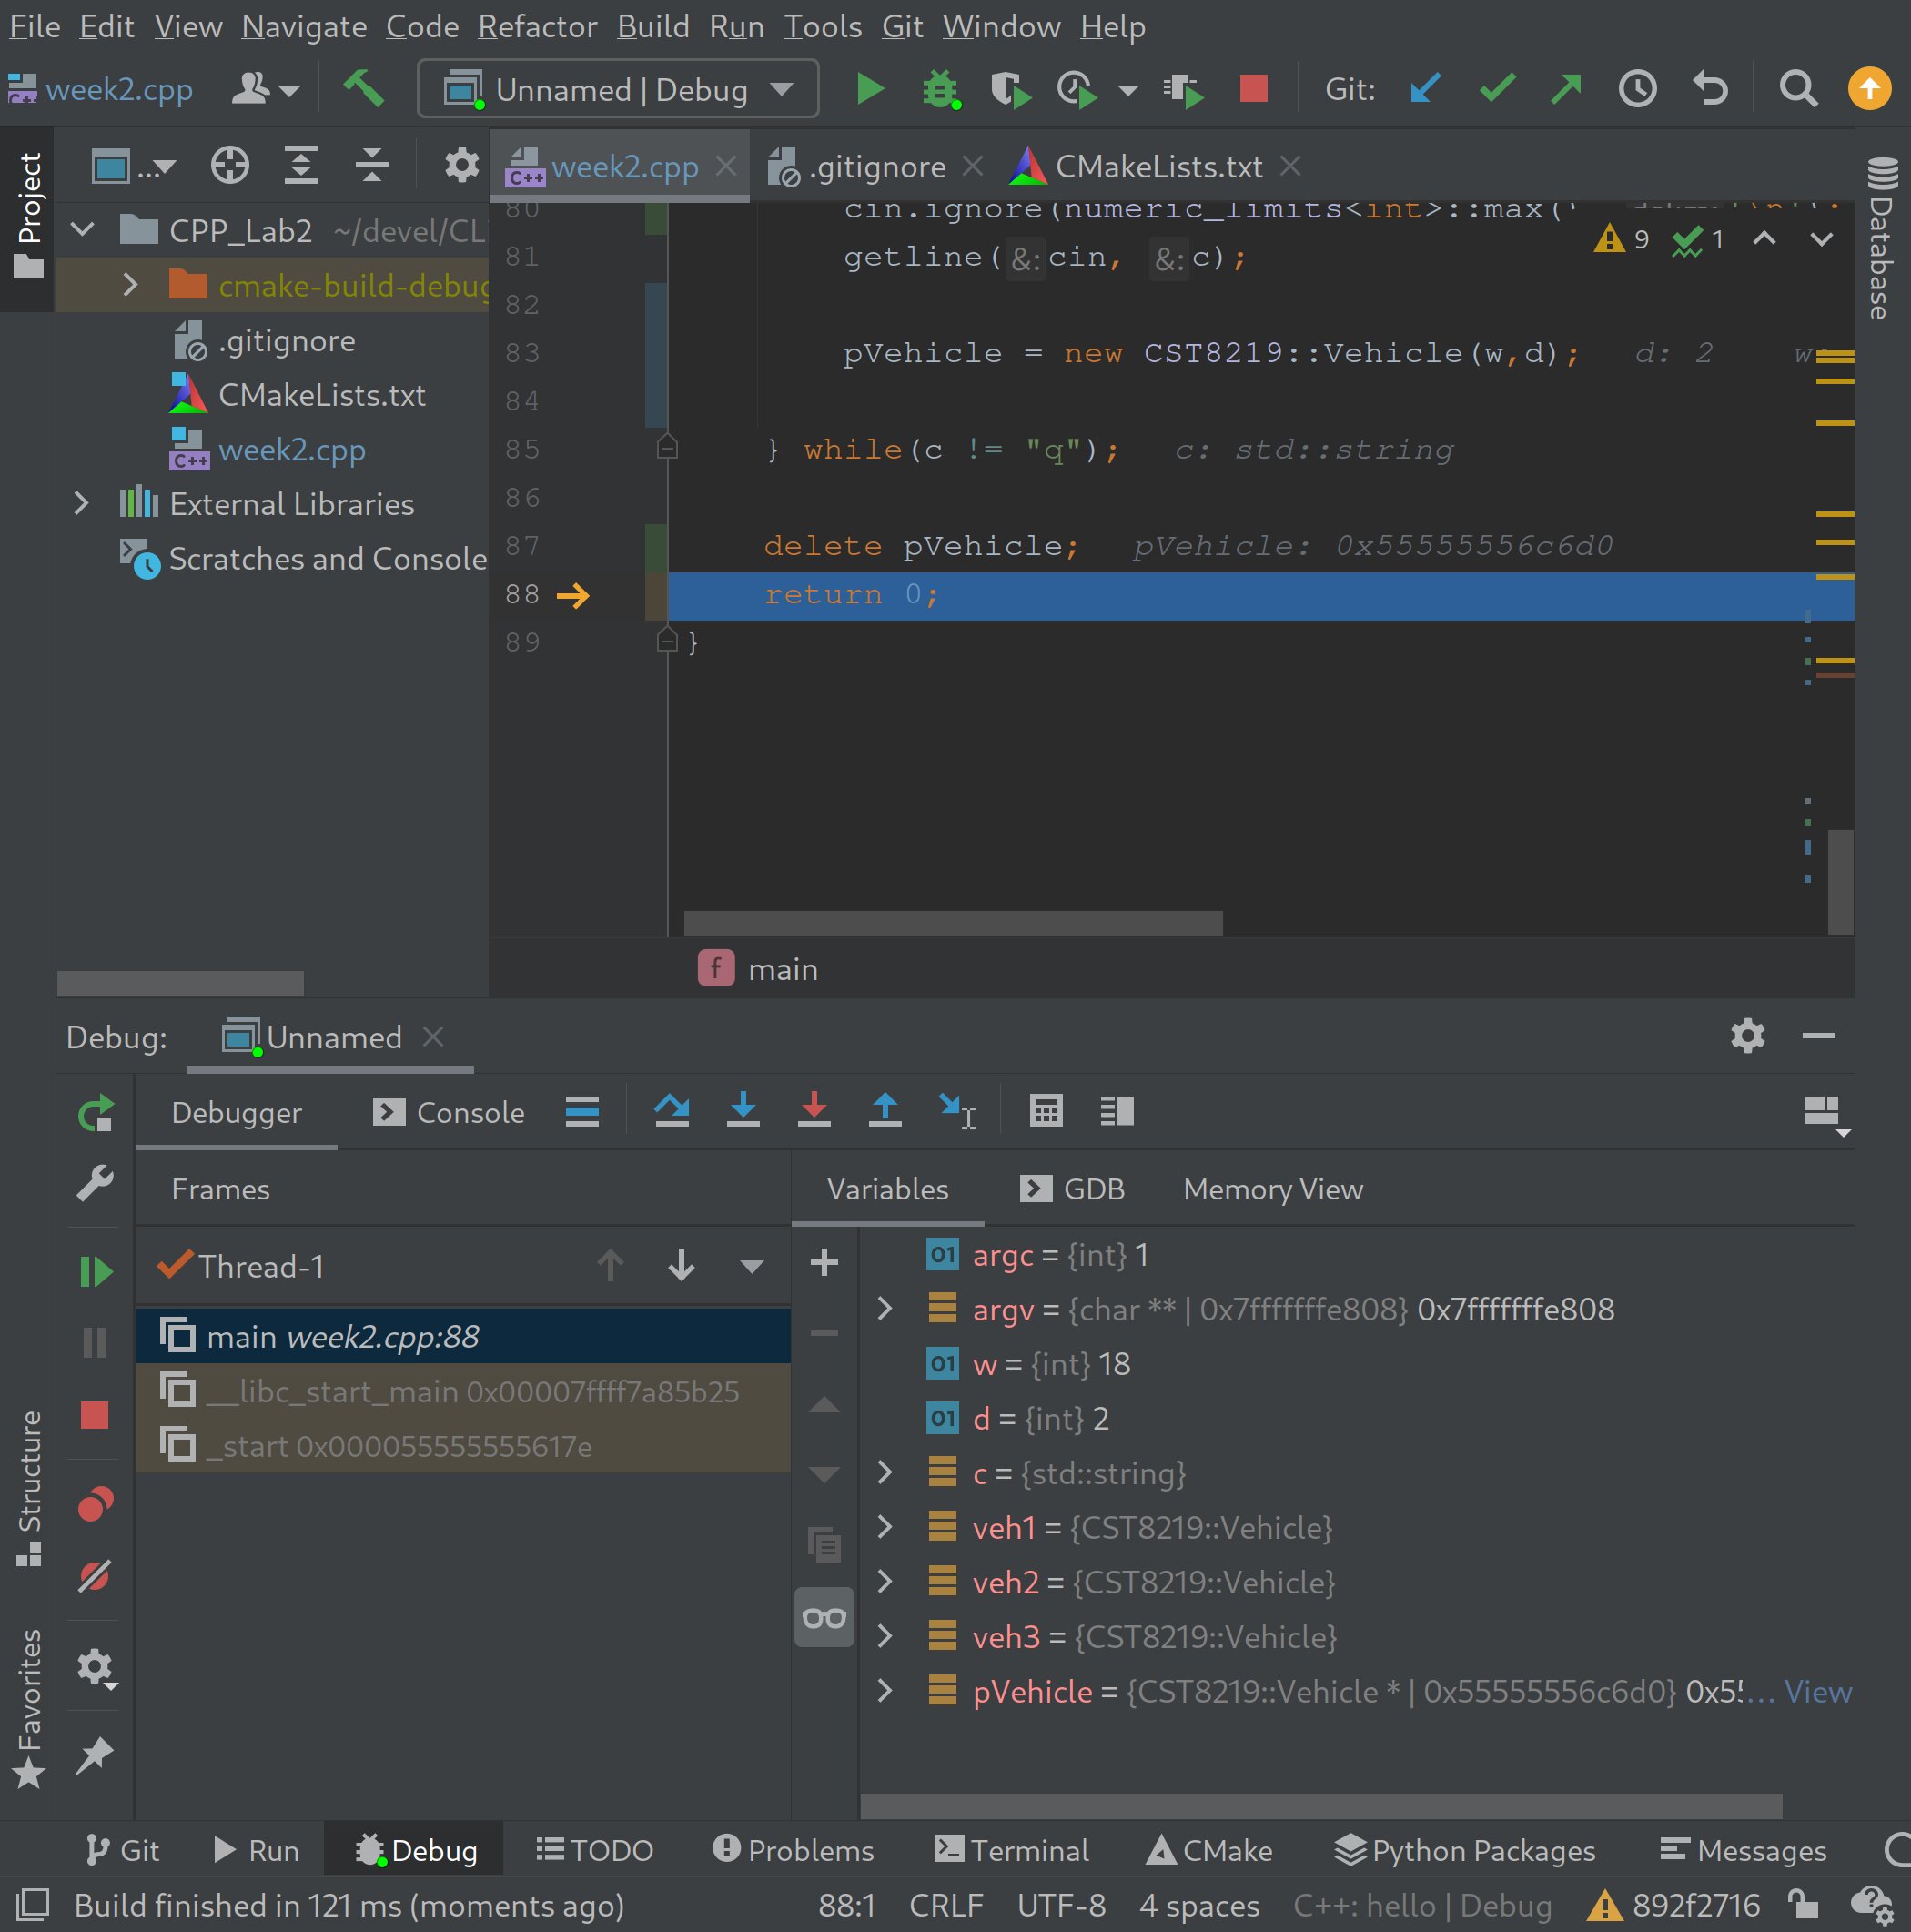 File Edit View Navigate Code Refactor Build Run Tools Git Window Help
week2.cpp Unnamed | Debug Git:
Project
... week2.cpp .gitignore CMakeLists.txt
Database
CPP_Lab2 ~/devel/CL
cmake-build-debug
.gitignore
CMakeLists.txt
week2.cpp
External Libraries
Scratches and Console
9 1
80 cin.ignore(numeric_limits<int>::max() '\n');
81 getline(&:cin, &:c);
82
83 pVehicle = new CST8219::Vehicle(w,d); d: 2 w:
84
85 } while(c != "q"); c: std::string
86
87 delete pVehicle; pVehicle: 0x55555556c6d0
88 return 0;
89 }
f main
Debug: Unnamed
Debugger Console
Frames
Thread-1
main week2.cpp:88
__libc_start_main 0x00007ffff7a85b25
_start 0x000055555555617e
Variables GDB Memory View
01 argc = {int} 1
argv = {char ** | 0x7fffffffe808} 0x7fffffffe808
01 w = {int} 18
01 d = {int} 2
c = {std::string}
veh1 = {CST8219::Vehicle}
veh2 = {CST8219::Vehicle}
veh3 = {CST8219::Vehicle}
pVehicle = {CST8219::Vehicle * | 0x55555556c6d0} 0x55... View
Structure
Favorites
Git Run Debug TODO Problems Terminal CMake Python Packages Messages
Build finished in 121 ms (moments ago) 88:1 CRLF UTF-8 4 spaces C++: hello | Debug 892f2716